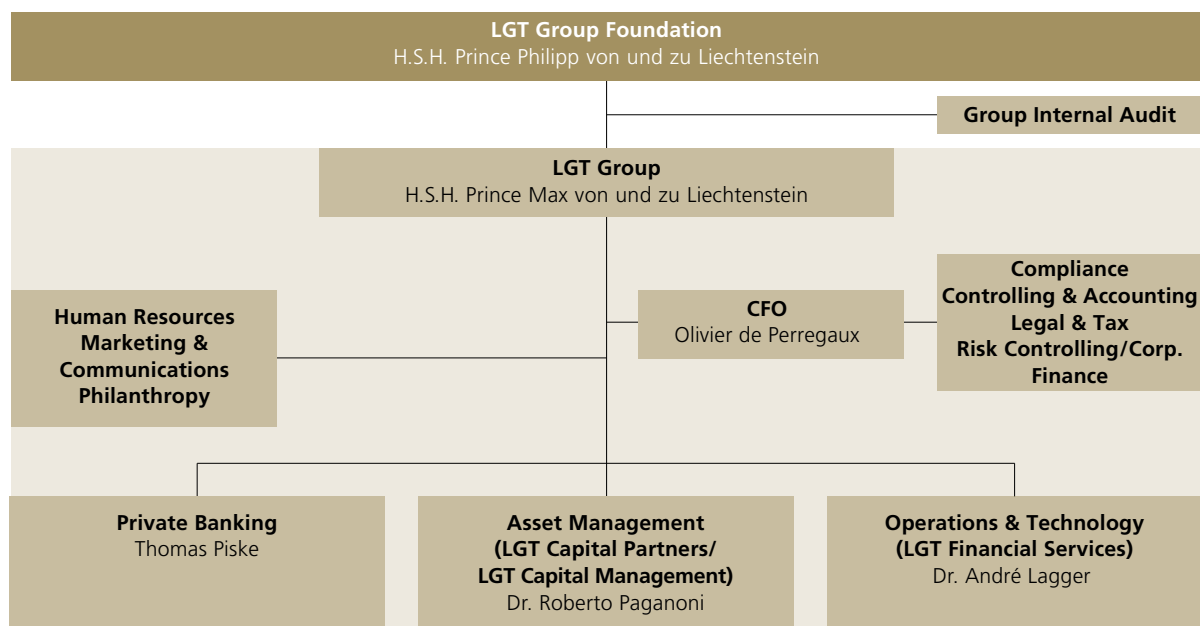 LGT Group Foundation
H.S.H. Prince Philipp von und zu Liechtenstein
Group Internal Audit
LGT Group
H.S.H. Prince Max von und zu Liechtenstein
Human Resources
Marketing &
Communications
Philanthropy
CFO
Olivier de Perregaux
Compliance
Controlling & Accounting
Legal & Tax
Risk Controlling/Corp.
Finance
Private Banking
Thomas Piske
Asset Management
(LGT Capital Partners/
LGT Capital Management)
Dr. Roberto Paganoni
Operations & Technology
(LGT Financial Services)
Dr. André Lagger